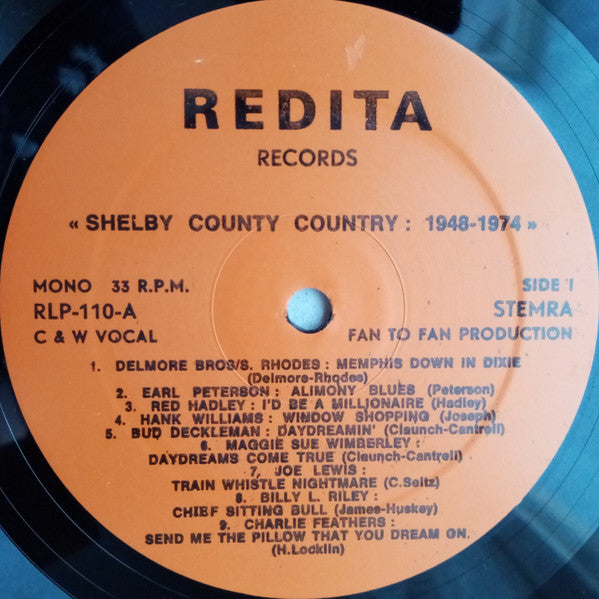 REDITA
RECORDS
« SHELBY COUNTY COUNTRY : 1948-1974 »
MONO 33 R.P.M. SIDE 1
RLP-110-A STEMRA
C & W VOCAL FAN TO FAN PRODUCTION
1. DELMORE BROS/S. RHODES : MEMPHIS DOWN IN DIXIE
(Delmore-Rhodes)
2. EARL PETERSON : ALIMONY BLUES (Peterson)
3. RED HADLEY : I'D BE A MILLIONAIRE (Hadley)
4. HANK WILLIAMS : WINDOW SHOPPING (Joseph)
5. BUD DECKLEMAN : DAYDREAMIN' (Claunch-Cantrell)
6. MAGGIE SUE WIMBERLEY :
DAYDREAMS COME TRUE (Claunch-Cantrell)
7. JOE LEWIS :
TRAIN WHISTLE NIGHTMARE (C.Seitz)
8. BILLY L. RILEY :
CHIEF SITTING BULL (James-Huskey)
9. CHARLIE FEATHERS :
SEND ME THE PILLOW THAT YOU DREAM ON.
(H.Locklin)